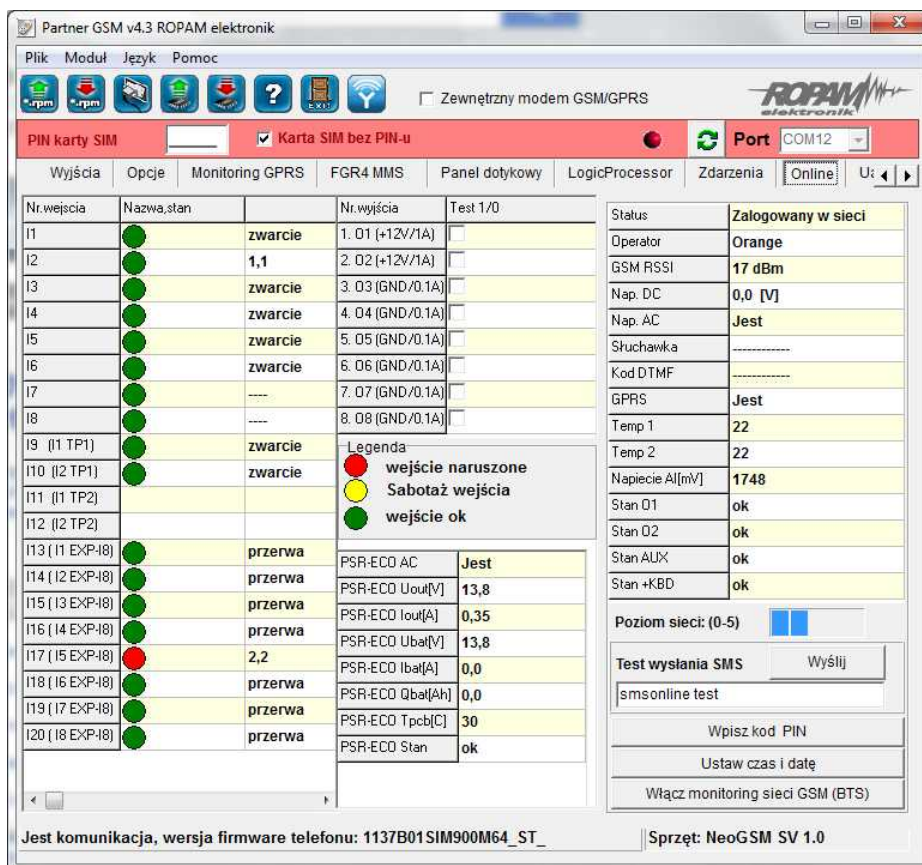 Partner GSM v4.3 ROPAM elektronik
Plik Moduł Język Pomoc
*.rpm *.rpm ? EXIT Zewnętrzny modem GSM/GPRS ROPAM elektronik
PIN karty SIM Karta SIM bez PIN-u Port COM12
Wyjścia Opcje Monitoring GPRS FGR4 MMS Panel dotykowy LogicProcessor Zdarzenia Online
Nr.wejscia Nazwa,stan
I1 zwarcie
I2 1,1
I3 zwarcie
I4 zwarcie
I5 zwarcie
I6 zwarcie
I7 ----
I8 ----
I9 (I1 TP1) zwarcie
I10 (I2 TP1) zwarcie
I11 (I1 TP2)
I12 (I2 TP2)
I13 ( I1 EXP-I8) przerwa
I14 ( I2 EXP-I8) przerwa
I15 ( I3 EXP-I8) przerwa
I16 ( I4 EXP-I8) przerwa
I17 ( I5 EXP-I8) 2,2
I18 ( I6 EXP-I8) przerwa
I19 ( I7 EXP-I8) przerwa
I20 ( I8 EXP-I8) przerwa
Nr.wyjścia Test 1/0
1. O1 (+12V/1A)
2. O2 (+12V/1A)
3. O3 (GND/0.1A)
4. O4 (GND/0.1A)
5. O5 (GND/0.1A)
6. O6 (GND/0.1A)
7. O7 (GND/0.1A)
8. O8 (GND/0.1A)
Legenda
wejście naruszone
Sabotaż wejścia
wejście ok
PSR-ECO AC Jest
PSR-ECO Uout[V] 13,8
PSR-ECO Iout[A] 0,35
PSR-ECO Ubat[V] 13,8
PSR-ECO Ibat[A] 0,0
PSR-ECO Qbat[Ah] 0,0
PSR-ECO Tpcb[C] 30
PSR-ECO Stan ok
Status Zalogowany w sieci
Operator Orange
GSM RSSI 17 dBm
Nap. DC 0,0 [V]
Nap. AC Jest
Słuchawka ------------
Kod DTMF ------------
GPRS Jest
Temp 1 22
Temp 2 22
Napiecie AI[mV] 1748
Stan O1 ok
Stan O2 ok
Stan AUX ok
Stan +KBD ok
Poziom sieci: (0-5)
Test wysłania SMS Wyślij
smsonline test
Wpisz kod PIN
Ustaw czas i datę
Włącz monitoring sieci GSM (BTS)
Jest komunikacja, wersja firmware telefonu: 1137B01SIM900M64_ST_ Sprzęt: NeoGSM SV 1.0